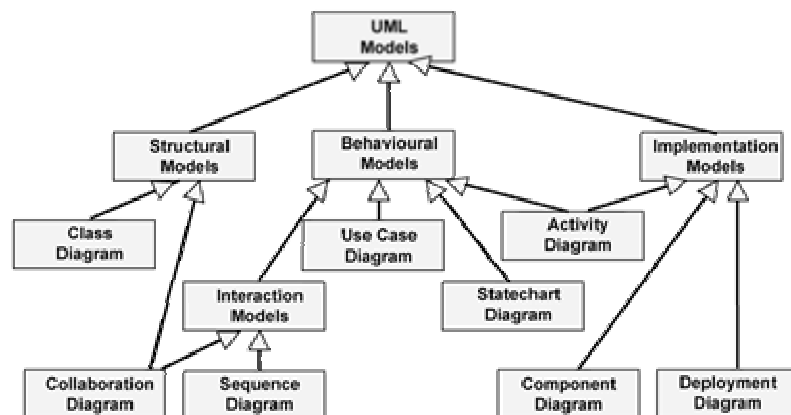 UML
Models
Structural
Models
Behavioural
Models
Implementation
Models
Class
Diagram
Use Case
Diagram
Activity
Diagram
Interaction
Models
Statechart
Diagram
Collaboration
Diagram
Sequence
Diagram
Component
Diagram
Deployment
Diagram